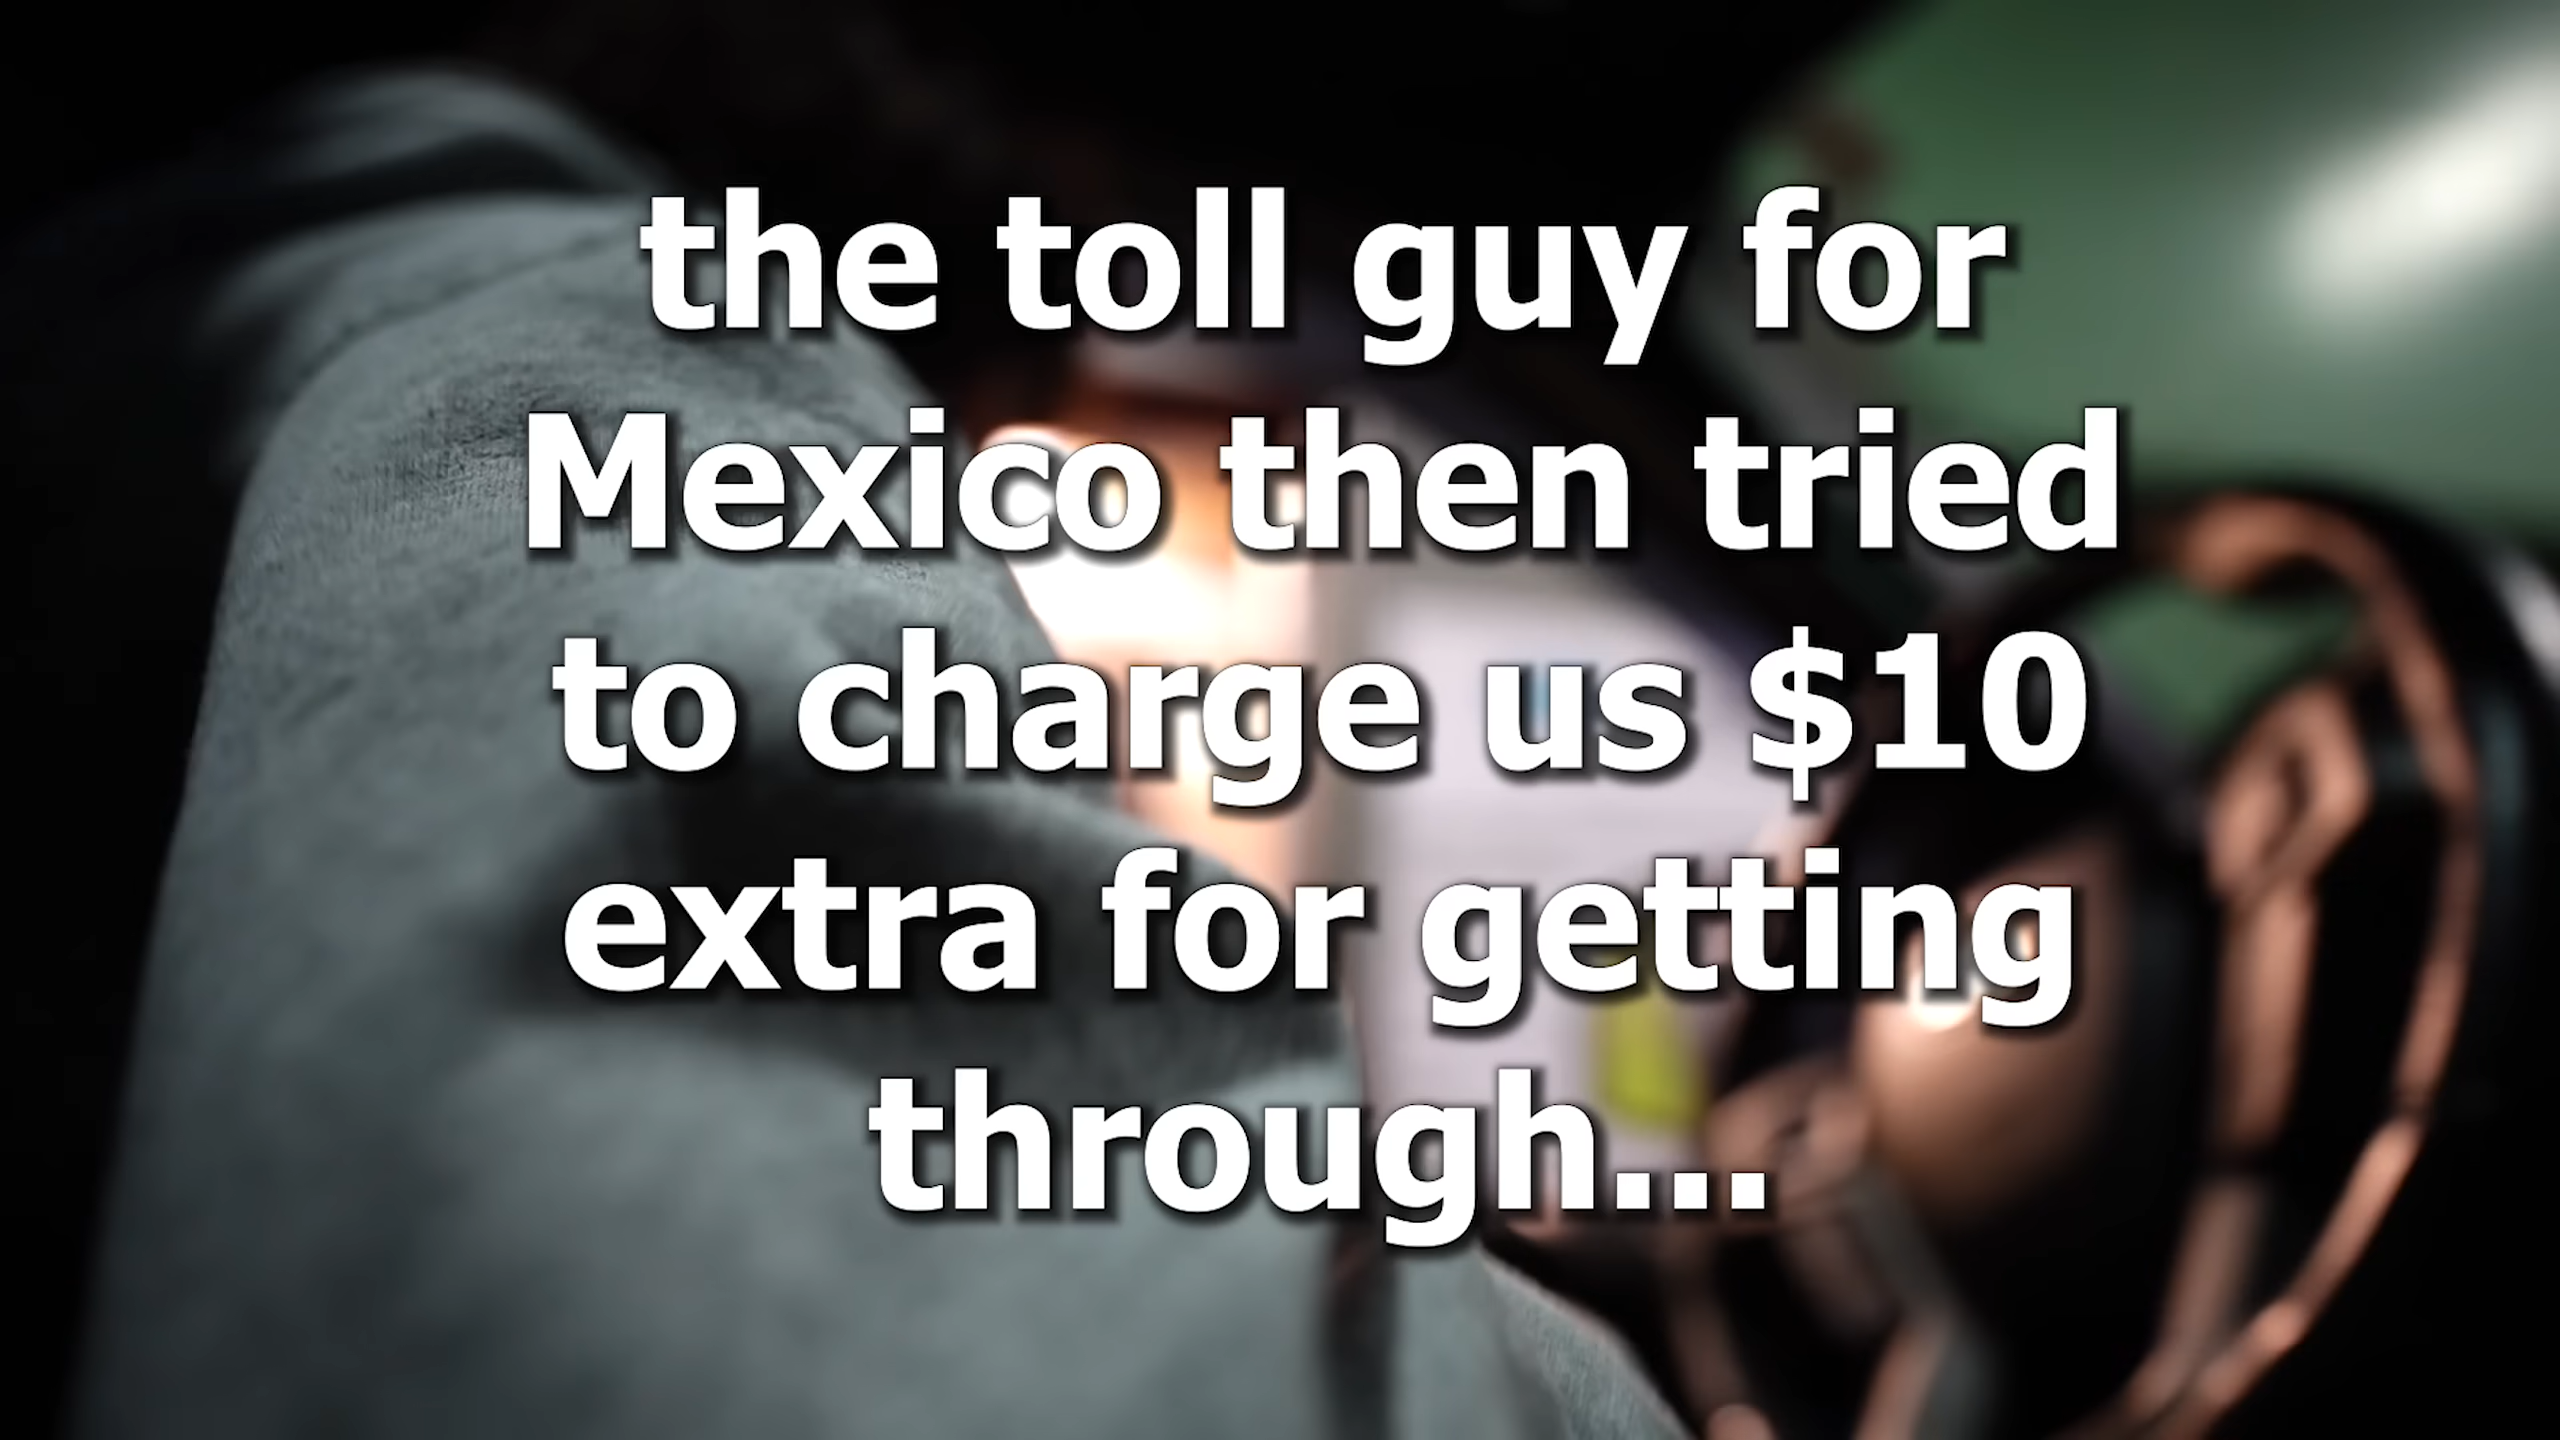 the toll guy for
Mexico then tried
to charge us $10
extra for getting
through...